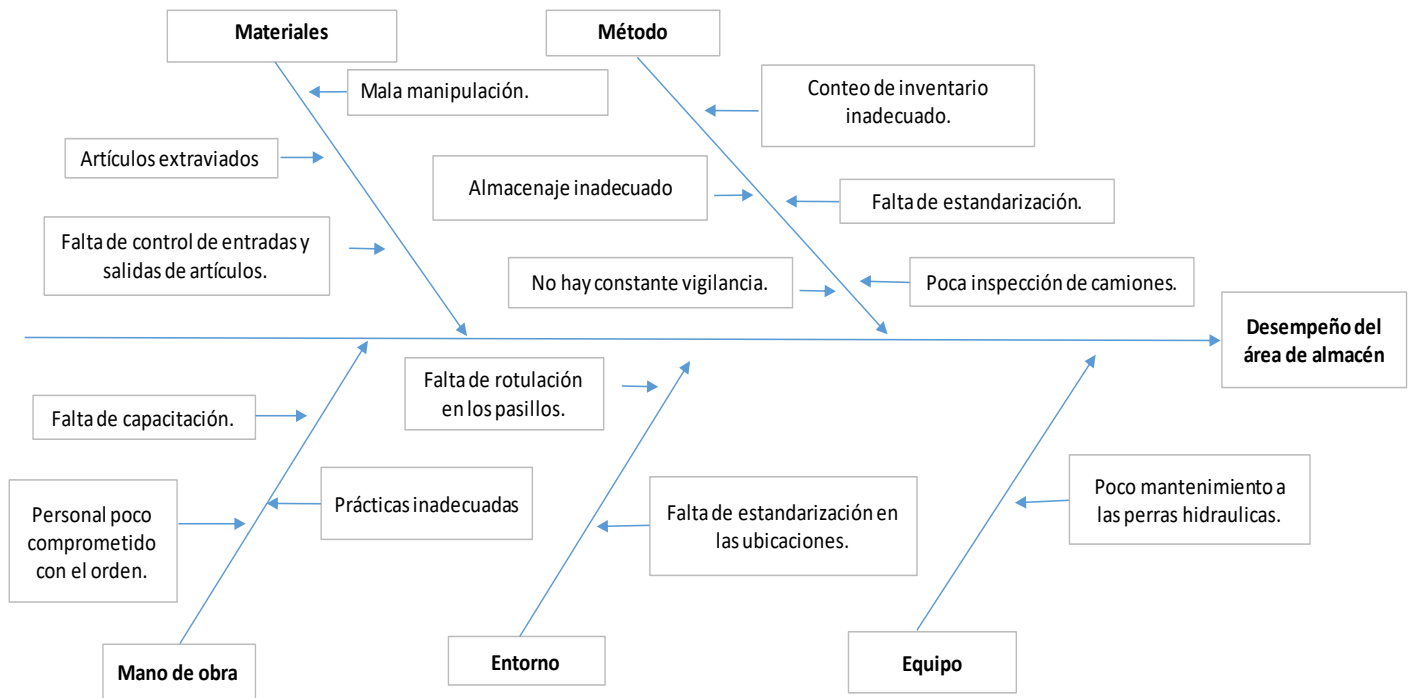 Materiales
Método
Mala manipulación.
Conteo de inventario
inadecuado.
Artículos extraviados
Almacenaje inadecuado
Falta de estandarización.
Falta de control de entradas y
salidas de artículos.
No hay constante vigilancia.
Poca inspección de camiones.
Desempeño del
área de almacén
Falta de capacitación.
Falta de rotulación
en los pasillos.
Personal poco
comprometido
con el orden.
Prácticas inadecuadas
Falta de estandarización en
las ubicaciones.
Poco mantenimiento a
las perras hidraulicas.
Mano de obra
Entorno
Equipo